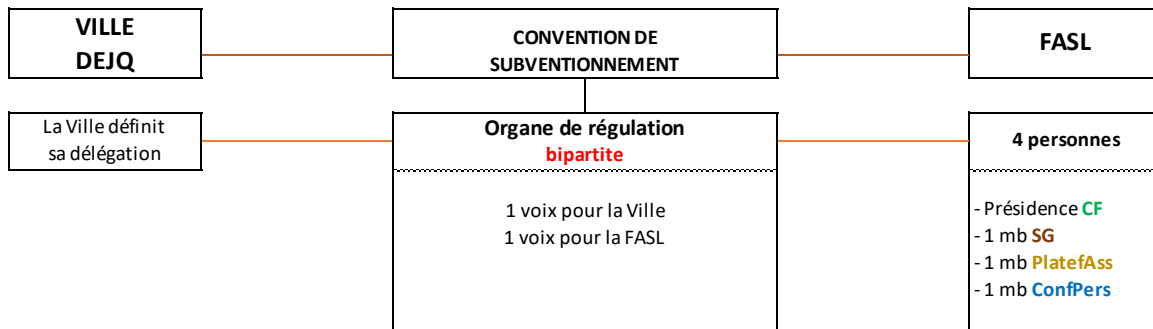 VILLE
DEJQ
CONVENTION DE
SUBVENTIONNEMENT
FASL
La Ville définit
sa délégation
Organe de régulation
bipartite
4 personnes
1 voix pour la Ville
1 voix pour la FASL
- Présidence CF
- 1 mb SG
- 1 mb PlatefAss
- 1 mb ConfPers